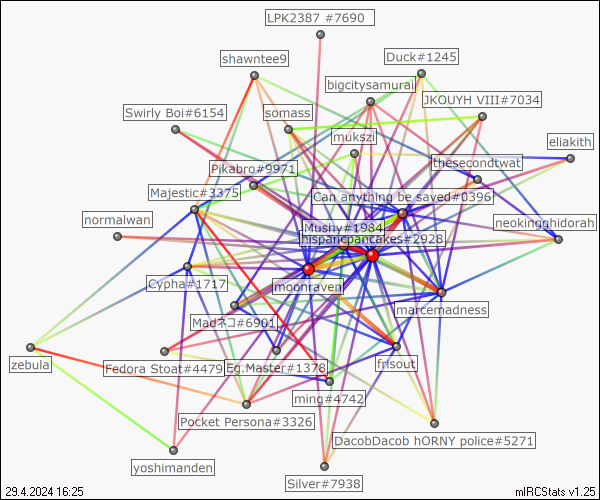 LPK2387 #7690
shawntee9
Duck#1245
bigcitysamurai
JKOUYH VIII#7034
Swirly Boi#6154
somass
mukszi
eliakith
thesecondtwat
Pikabro#9971
Majestic#3375
Can anything be saved#0396
normalwan
neokingghidorah
Mushy#1984
hispanicpancakes#2928
Cypha#1717
moonraven
marcemadness
Madネコ#6901
zebula
Fedora Stoat#4479
Eg.Master#1378
frisout
ming#4742
Pocket Persona#3326
DacobDacob hORNY police#5271
yoshimanden
Silver#7938
29.4.2024 16:25
mIRCStats v1.25